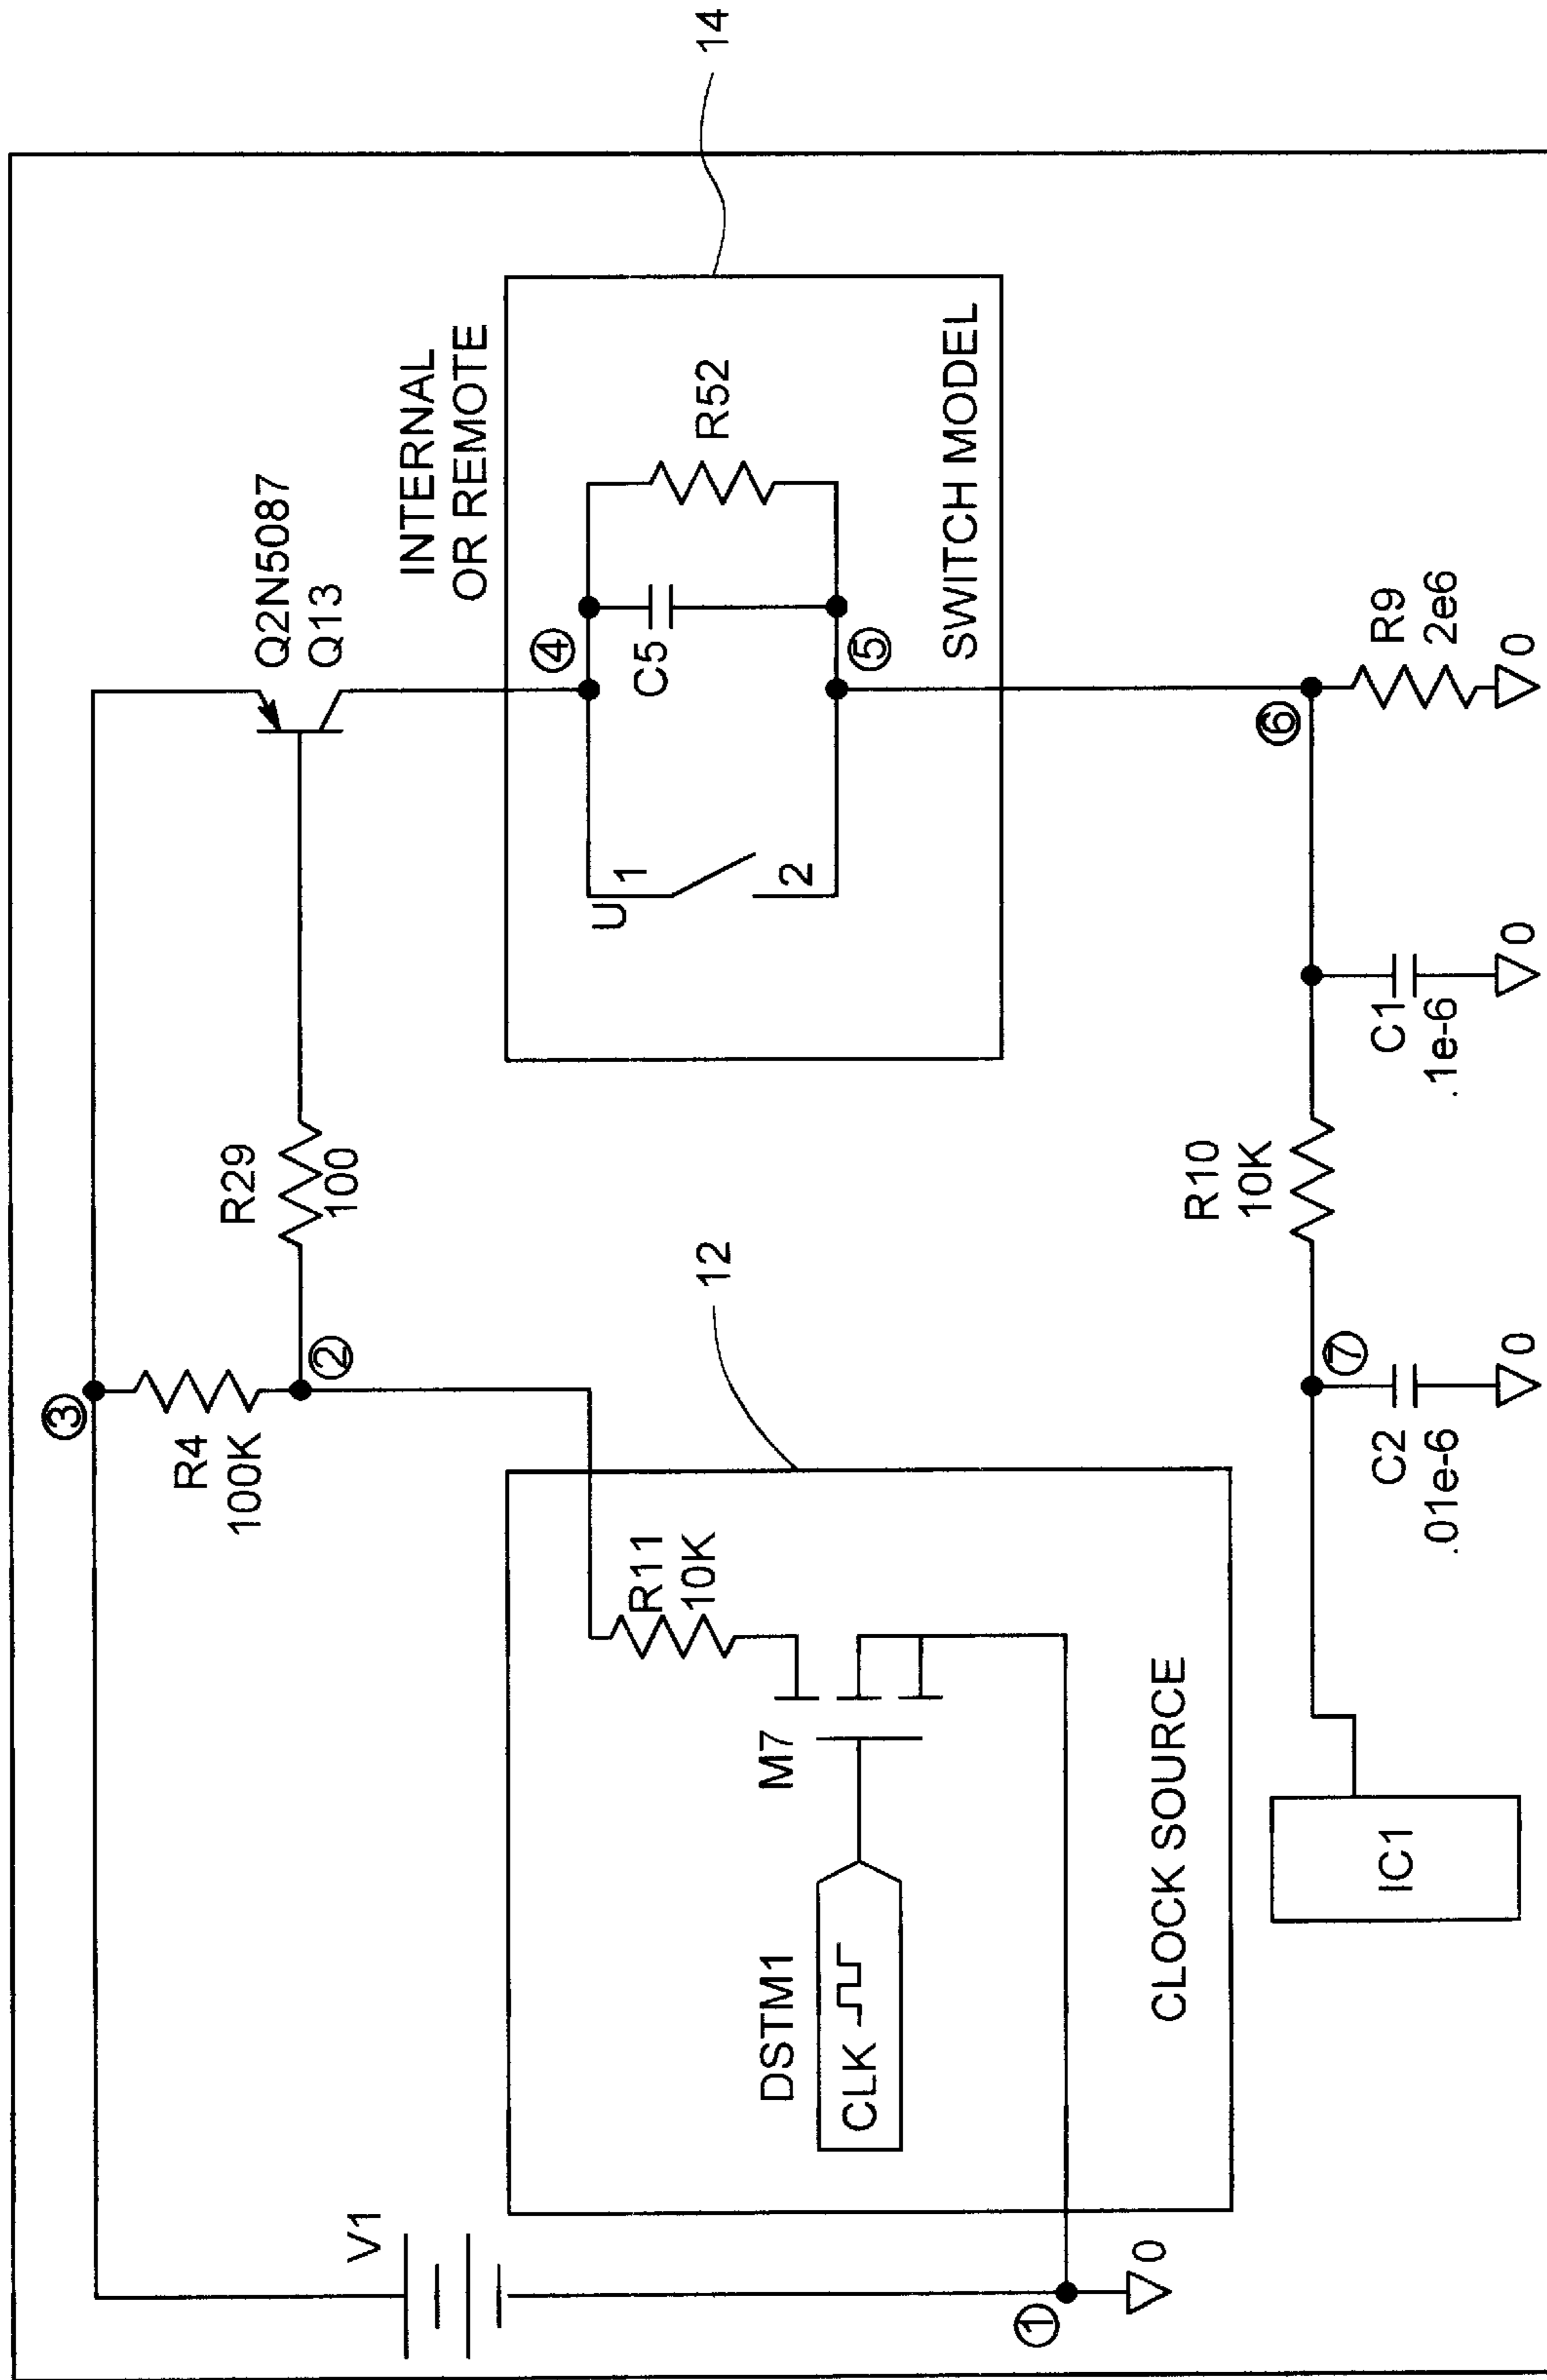 14
③
V1
R4
100K
②
R29
100
Q2N5087
Q13
INTERNAL
OR REMOTE
12
R11
10K
M7
DSTM1
CLK
CLOCK SOURCE
①
0
④
U
1
2
C5
R52
⑤
SWITCH MODEL
⑥
R9
2e6
0
C1
.1e-6
0
R10
10K
⑦
C2
.01e-6
0
IC1